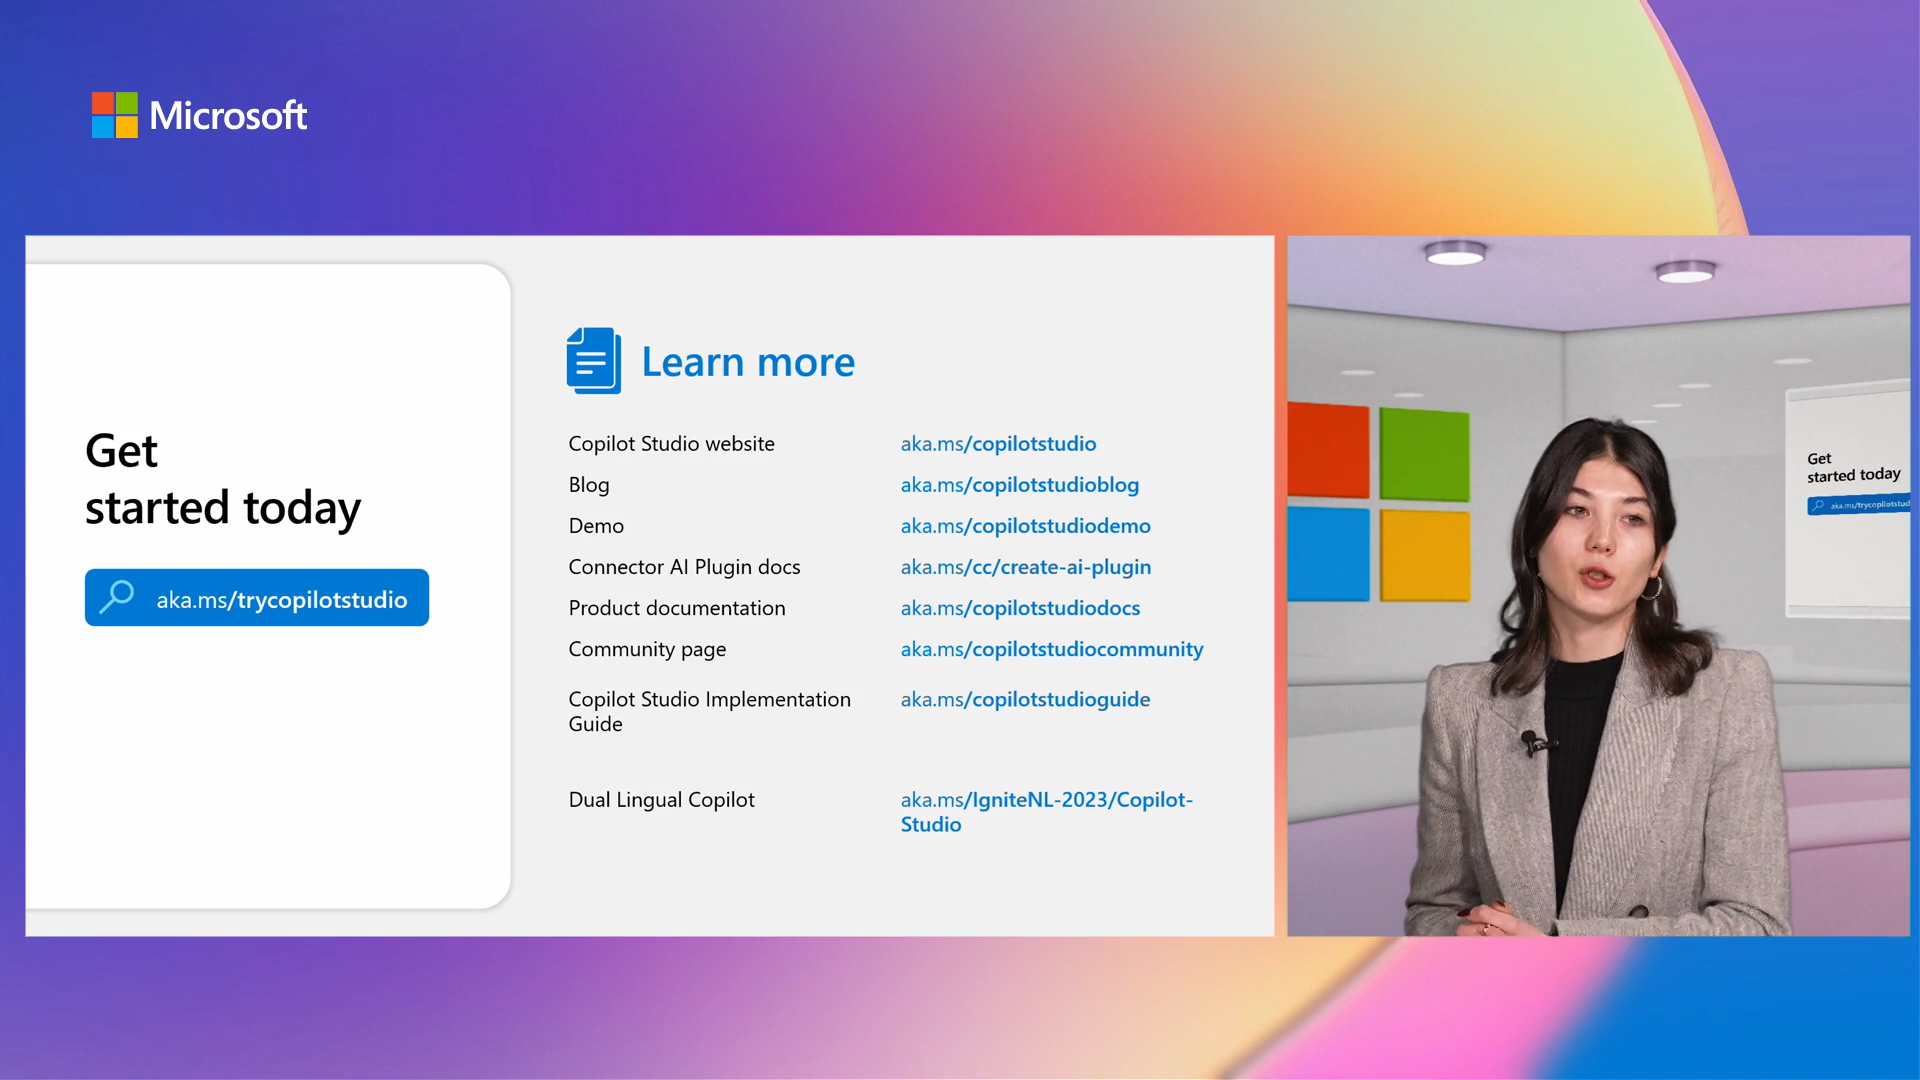 Microsoft
Get
started today
aka.ms/trycopilotstudio
Learn more
Copilot Studio website aka.ms/copilotstudio
Blog aka.ms/copilotstudioblog
Demo aka.ms/copilotstudiodemo
Connector AI Plugin docs aka.ms/cc/create-ai-plugin
Product documentation aka.ms/copilotstudiodocs
Community page aka.ms/copilotstudiocommunity
Copilot Studio Implementation aka.ms/copilotstudioguide
Guide
Dual Lingual Copilot aka.ms/IgniteNL-2023/Copilot-
Studio
Get
started today
aka.ms/trycopilotstud